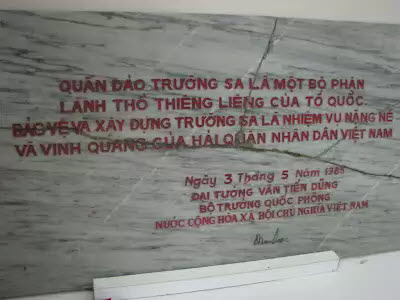 QUẦN ĐẢO TRƯỜNG SA LÀ MỘT BỘ PHẬN
LÃNH THỔ THIÊNG LIÊNG CỦA TỔ QUỐC.
BẢO VỆ VÀ XÂY DỰNG TRƯỜNG SA LÀ NHIỆM VỤ NẶNG NỀ
VÀ VINH QUANG CỦA HẢI QUÂN NHÂN DÂN VIỆT NAM
Ngày 3 Tháng 5 Năm 1985
ĐẠI TƯỚNG VĂN TIẾN DŨNG
BỘ TRƯỞNG QUỐC PHÒNG
NƯỚC CỘNG HÒA XÃ HỘI CHỦ NGHĨA VIỆT NAM